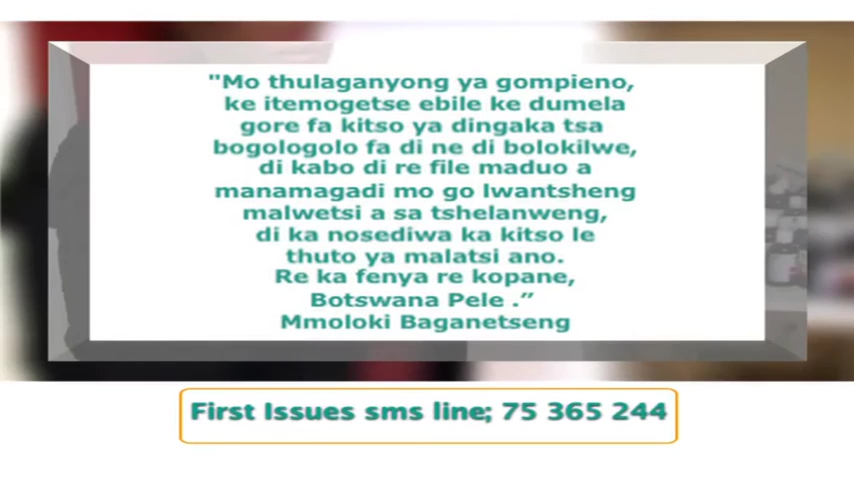 "Mo thulaganyong ya gompieno,
ke itemogetse ebile ke dumela
gore fa kitso ya dingaka tsa
bogologolo fa di ne di bolokilwe,
di kabo di re file maduo a
manamagadi mo go lwantsheng
malwetsi a sa tshelanweng,
di ka nosediwa ka kitso le
thuto ya malatsi ano.
Re ka fenya re kopane,
Botswana Pele .”
Mmoloki Baganetseng
First Issues sms line; 75 365 244